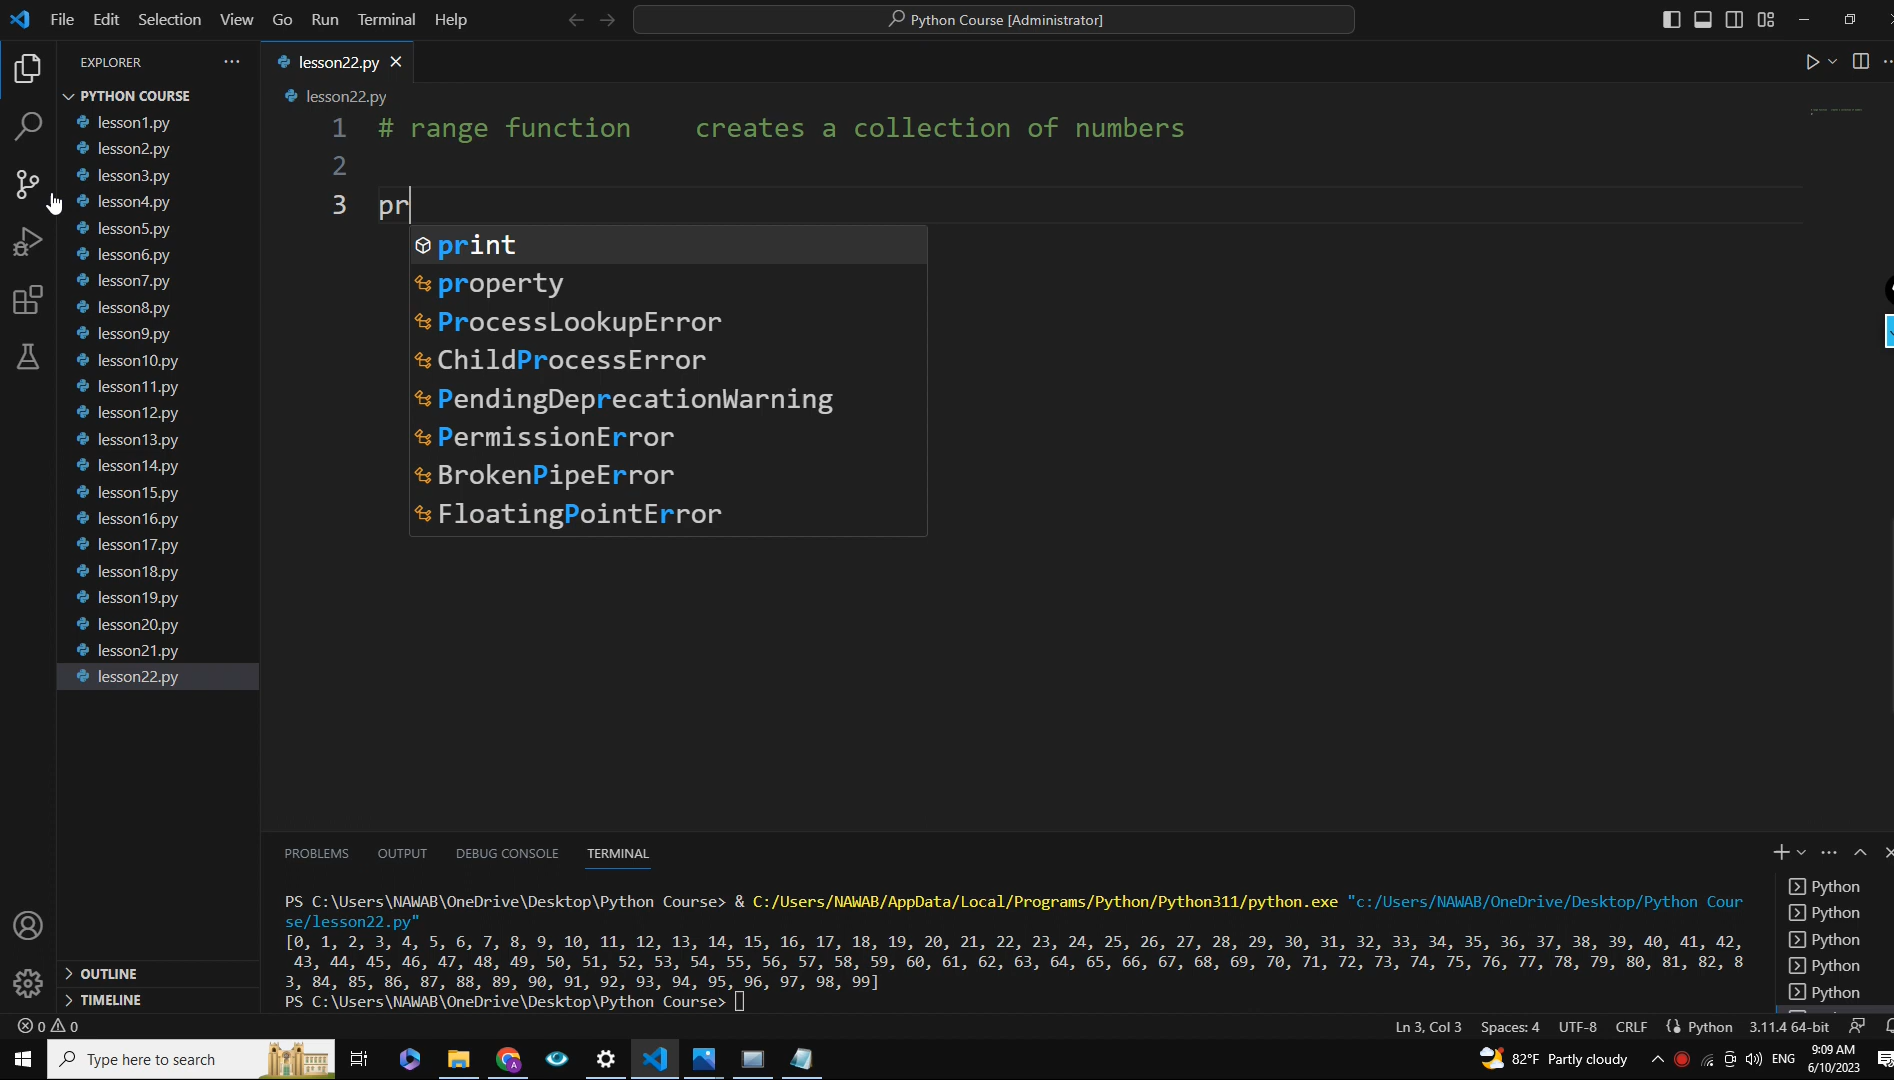 File Edit Selection View Go Run Terminal Help
Python Course [Administrator]
EXPLORER
PYTHON COURSE
lesson1.py
lesson2.py
lesson3.py
lesson4.py
lesson5.py
lesson6.py
lesson7.py
lesson8.py
lesson9.py
lesson10.py
lesson11.py
lesson12.py
lesson13.py
lesson14.py
lesson15.py
lesson16.py
lesson17.py
lesson18.py
lesson19.py
lesson20.py
lesson21.py
lesson22.py
OUTLINE
TIMELINE
lesson22.py
lesson22.py
1 # range function creates a collection of numbers
2
3 pr
print
property
ProcessLookupError
ChildProcessError
PendingDeprecationWarning
PermissionError
BrokenPipeError
FloatingPointError
PROBLEMS OUTPUT DEBUG CONSOLE TERMINAL
PS C:\Users\NAWAB\OneDrive\Desktop\Python Course> & C:/Users/NAWAB/AppData/Local/Programs/Python/Python311/python.exe "c:/Users/NAWAB/OneDrive/Desktop/Python Cour
se/lesson22.py"
[0, 1, 2, 3, 4, 5, 6, 7, 8, 9, 10, 11, 12, 13, 14, 15, 16, 17, 18, 19, 20, 21, 22, 23, 24, 25, 26, 27, 28, 29, 30, 31, 32, 33, 34, 35, 36, 37, 38, 39, 40, 41, 42,
43, 44, 45, 46, 47, 48, 49, 50, 51, 52, 53, 54, 55, 56, 57, 58, 59, 60, 61, 62, 63, 64, 65, 66, 67, 68, 69, 70, 71, 72, 73, 74, 75, 76, 77, 78, 79, 80, 81, 82, 8
3, 84, 85, 86, 87, 88, 89, 90, 91, 92, 93, 94, 95, 96, 97, 98, 99]
PS C:\Users\NAWAB\OneDrive\Desktop\Python Course>
Python
Python
Python
Python
Python
0 0
Ln 3, Col 3 Spaces: 4 UTF-8 CRLF Python 3.11.4 64-bit
Type here to search
82°F Partly cloudy
ENG
9:09 AM
6/10/2023